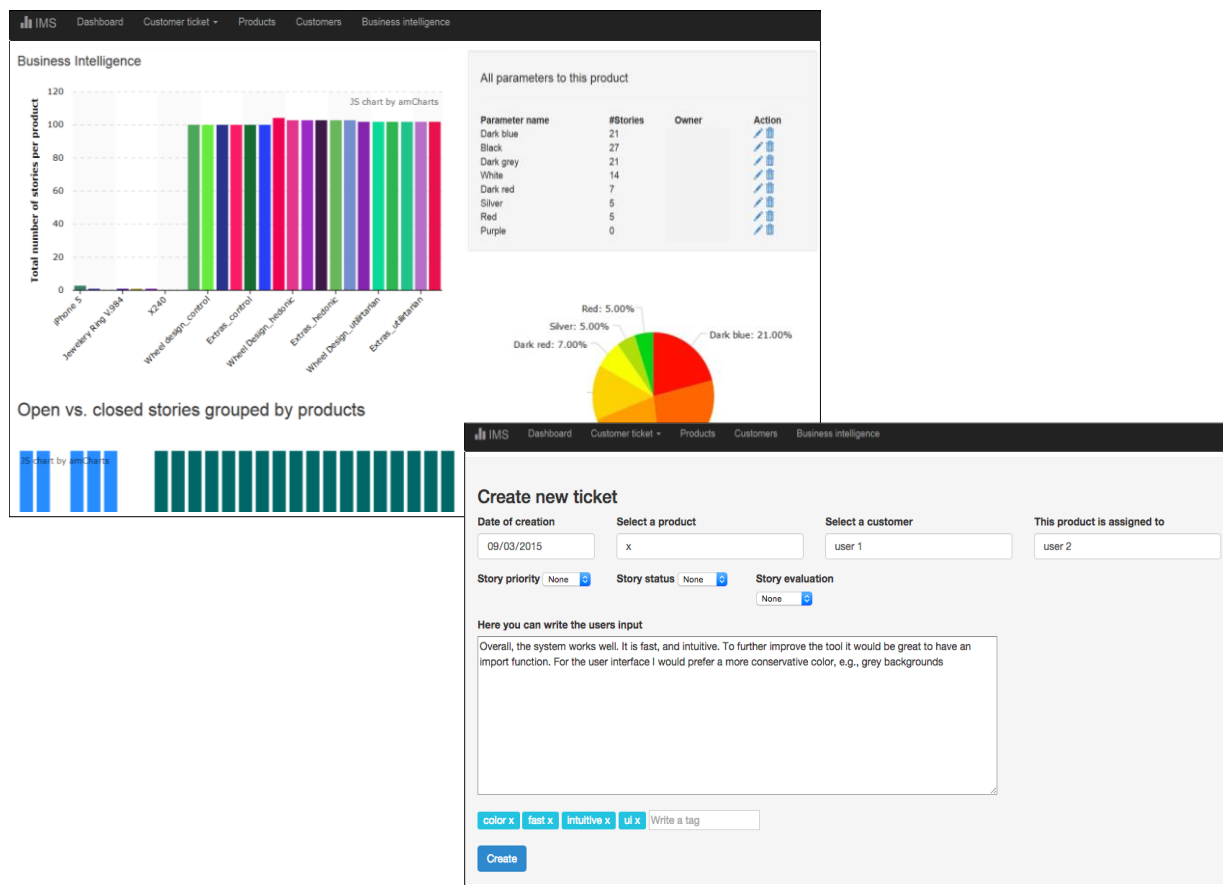 IMS Dashboard Customer ticket Products Customers Business intelligence
Business Intelligence
JS chart by amCharts
Total number of stories per product
120
100
80
60
40
20
0
iPhone 5
Jewelery Ring V.984
X240
Wheel design_control
Extras_control
Wheel Design_hedonic
Extras_hedonic
Wheel Design_utilitarian
Extras_utilitarian
Open vs. closed stories grouped by products
JS chart by amCharts
All parameters to this product
Parameter name #Stories Owner Action
Dark blue 21
Black 27
Dark grey 21
White 14
Dark red 7
Silver 5
Red 5
Purple 0
Red: 5.00%
Silver: 5.00%
Dark red: 7.00%
Dark blue: 21.00%
IMS Dashboard Customer ticket Products Customers Business intelligence
Create new ticket
Date of creation Select a product Select a customer This product is assigned to
09/03/2015 x user 1 user 2
Story priority None Story status None Story evaluation
None
Here you can write the users input
Overall, the system works well. It is fast, and intuitive. To further improve the tool it would be great to have an
import function. For the user interface I would prefer a more conservative color, e.g., grey backgrounds
color x fast x intuitive x ui x Write a tag
Create